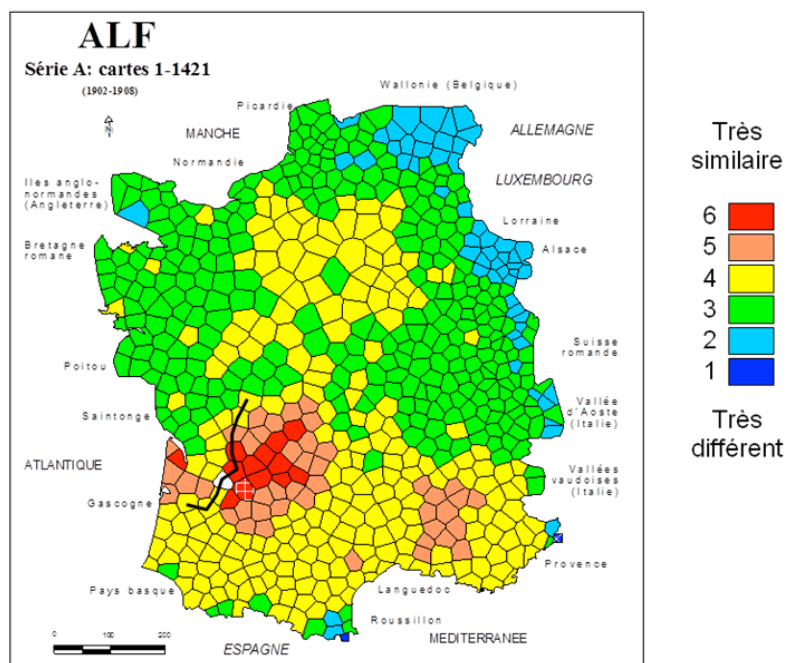 ALF
Série A: cartes 1-1421
(1902-1908)
N
Wallonie (Belgique)
Picardie
MANCHE
ALLEMAGNE
Normandie
LUXEMBOURG
Iles anglo-
normandes
(Angleterre)
Lorraine
Alsace
Bretagne
romane
Suisse
romande
Poitou
Vallée
d'Aoste
(Italie)
Saintonge
ATLANTIQUE
Vallées
vaudoises
(Italie)
Gascogne
Provence
Pays basque
Languedoc
Roussillon
MEDITERRANEE
ESPAGNE
0 100 200
Très
similaire
6
5
4
3
2
1
Très
différent